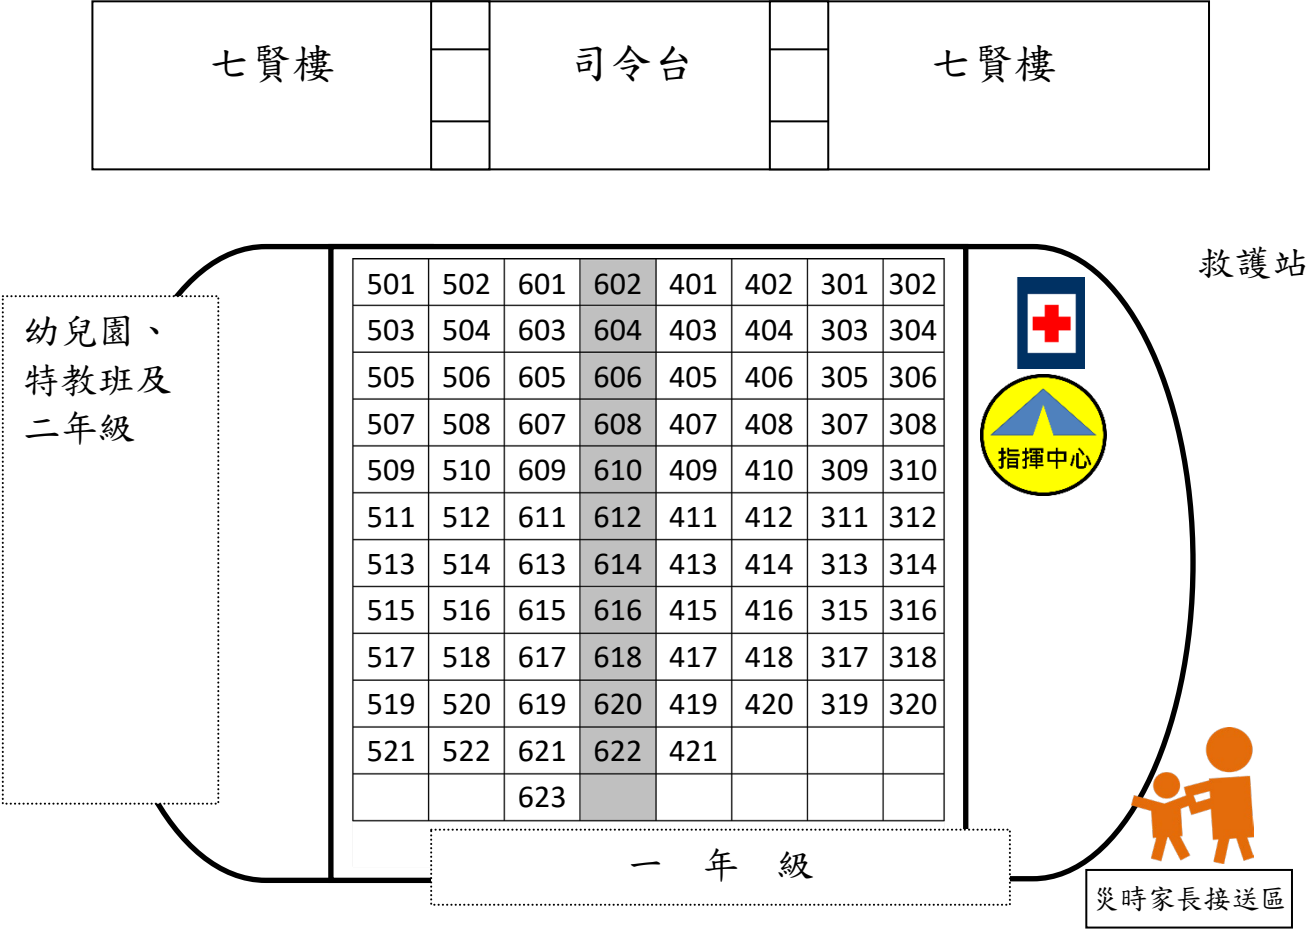 七賢樓
司令台
七賢樓
救護站
幼兒園、
特教班及
二年級
501 502 601 602 401 402 301 302
503 504 603 604 403 404 303 304
505 506 605 606 405 406 305 306
507 508 607 608 407 408 307 308
509 510 609 610 409 410 309 310
511 512 611 612 411 412 311 312
513 514 613 614 413 414 313 314
515 516 615 616 415 416 315 316
517 518 617 618 417 418 317 318
519 520 619 620 419 420 319 320
521 522 621 622 421
623
指揮中心
一 年 級
災時家長接送區